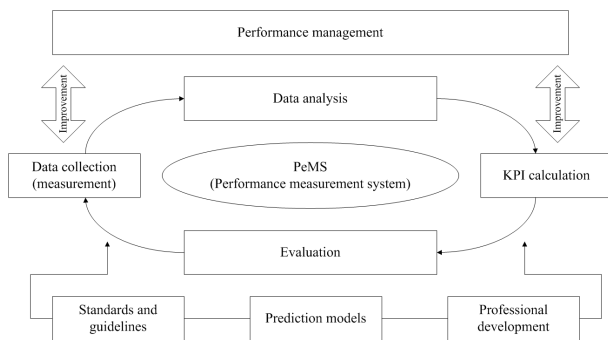 Performance management
Improvement
Improvement
Data analysis
Data collection
(measurement)
PeMS
(Performance measurement system)
KPI calculation
Evaluation
Standards and
guidelines
Prediction models
Professional
development